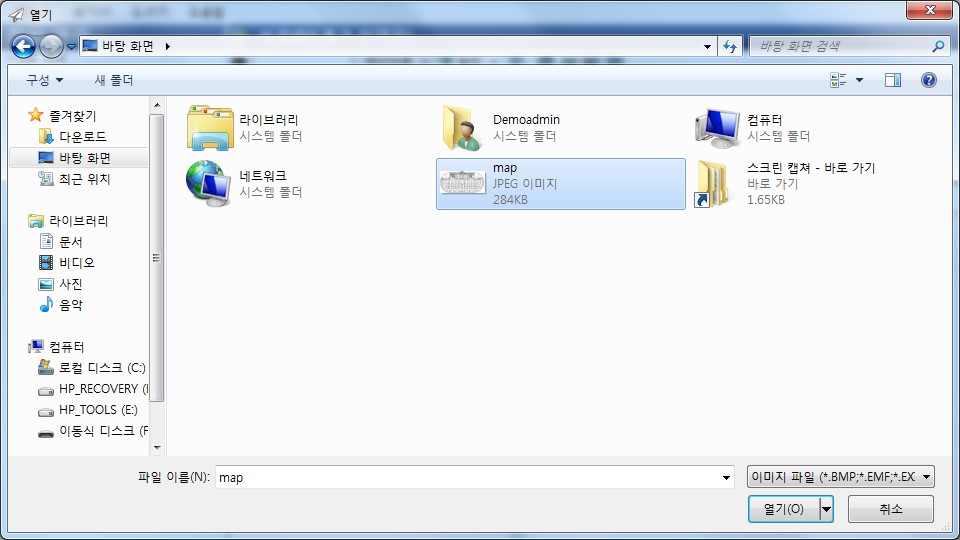 열기
바탕 화면
바탕 화면 검색
구성
새 폴더
즐겨찾기
다운로드
바탕 화면
최근 위치
라이브러리
문서
비디오
사진
음악
컴퓨터
로컬 디스크 (C:)
HP_RECOVERY (
HP_TOOLS (E:)
이동식 디스크 (F
라이브러리
시스템 폴더
Demoadmin
시스템 폴더
컴퓨터
시스템 폴더
네트워크
시스템 폴더
map
JPEG 이미지
284KB
스크린 캡쳐 - 바로 가기
바로 가기
1.65KB
파일 이름(N):
map
이미지 파일 (*.BMP;*.EMF;*.EX
열기(O)
취소